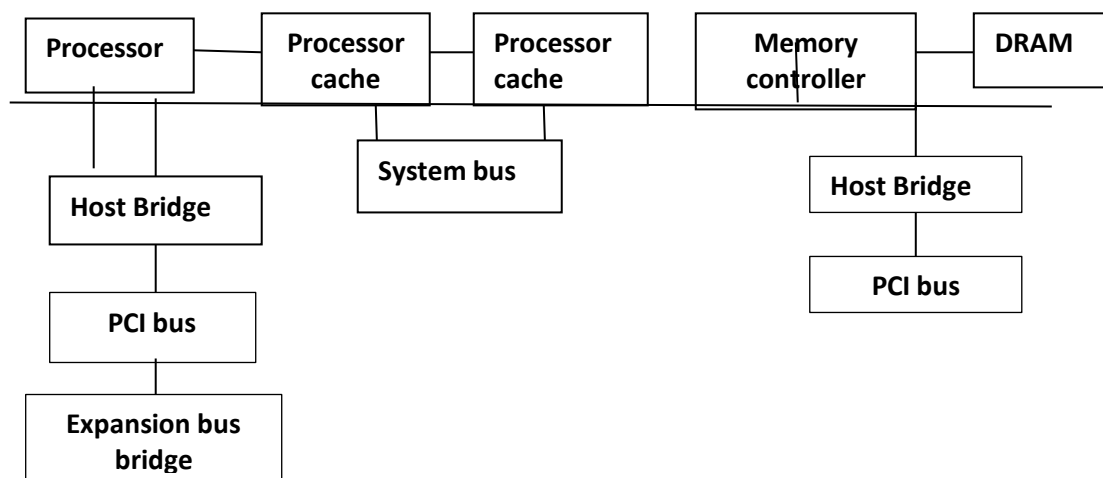 Processor
Processor
cache
Processor
cache
Memory
controller
DRAM
System bus
Host Bridge
Host Bridge
PCI bus
PCI bus
Expansion bus
bridge